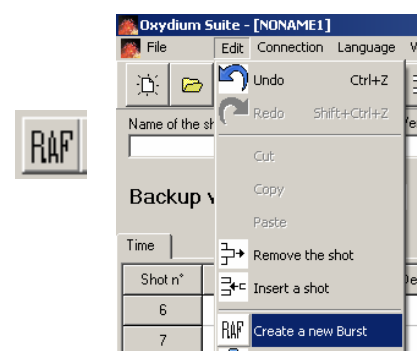 Oxydium Suite - [NONAME1]
File Edit Connection Language
Undo Ctrl+Z
Redo Shift+Ctrl+Z
Name of the
Cut
RAF
Backup
Copy
Paste
Time
Remove the shot
Shot n°
Insert a shot
6
RAF Create a new Burst
7